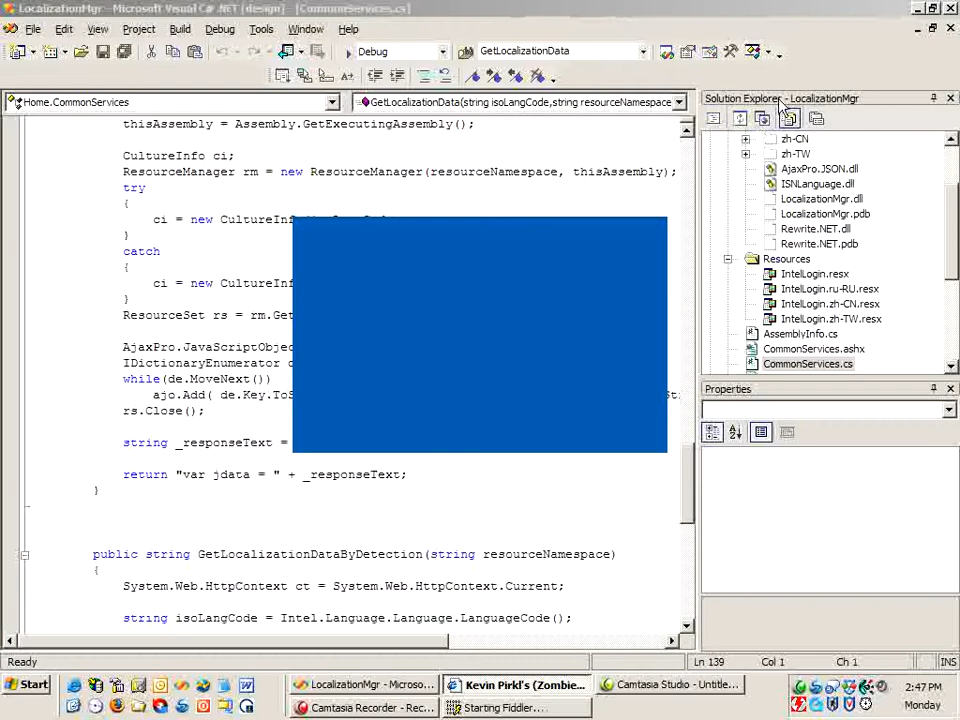 LocalizationMgr - Microsoft Visual C# .NET [design] - [CommonServices.cs]
File Edit View Project Build Debug Tools Window Help
Debug GetLocalizationData
Home.CommonServices GetLocalizationData(string isoLangCode,string resourceNamespace
thisAssembly = Assembly.GetExecutingAssembly();
CultureInfo ci;
ResourceManager rm = new ResourceManager(resourceNamespace, thisAssembly);
try
{
ci = new CultureInf
}
catch
{
ci = new CultureInf
}
ResourceSet rs = rm.Get
AjaxPro.JavaScriptObjec
IDictionaryEnumerator
while(de.MoveNext())
ajo.Add( de.Key.ToS
rs.Close();
string _responseText =
return "var jdata = " + _responseText;
}
public string GetLocalizationDataByDetection(string resourceNamespace)
{
System.Web.HttpContext ct = System.Web.HttpContext.Current;
string isoLangCode = Intel.Language.Language.LanguageCode();
Solution Explorer - LocalizationMgr
zh-CN
zh-TW
AjaxPro.JSON.dll
ISNLanguage.dll
LocalizationMgr.dll
LocalizationMgr.pdb
Rewrite.NET.dll
Rewrite.NET.pdb
Resources
IntelLogin.resx
IntelLogin.ru-RU.resx
IntelLogin.zh-CN.resx
IntelLogin.zh-TW.resx
AssemblyInfo.cs
CommonServices.ashx
CommonServices.cs
Properties
Ready Ln 139 Col 1 Ch 1 INS
Start LocalizationMgr - Microso... Kevin Pirkl's (Zombie... Camtasia Studio - Untitle...
Camtasia Recorder - Rec... Starting Fiddler...
2:47 PM
Monday